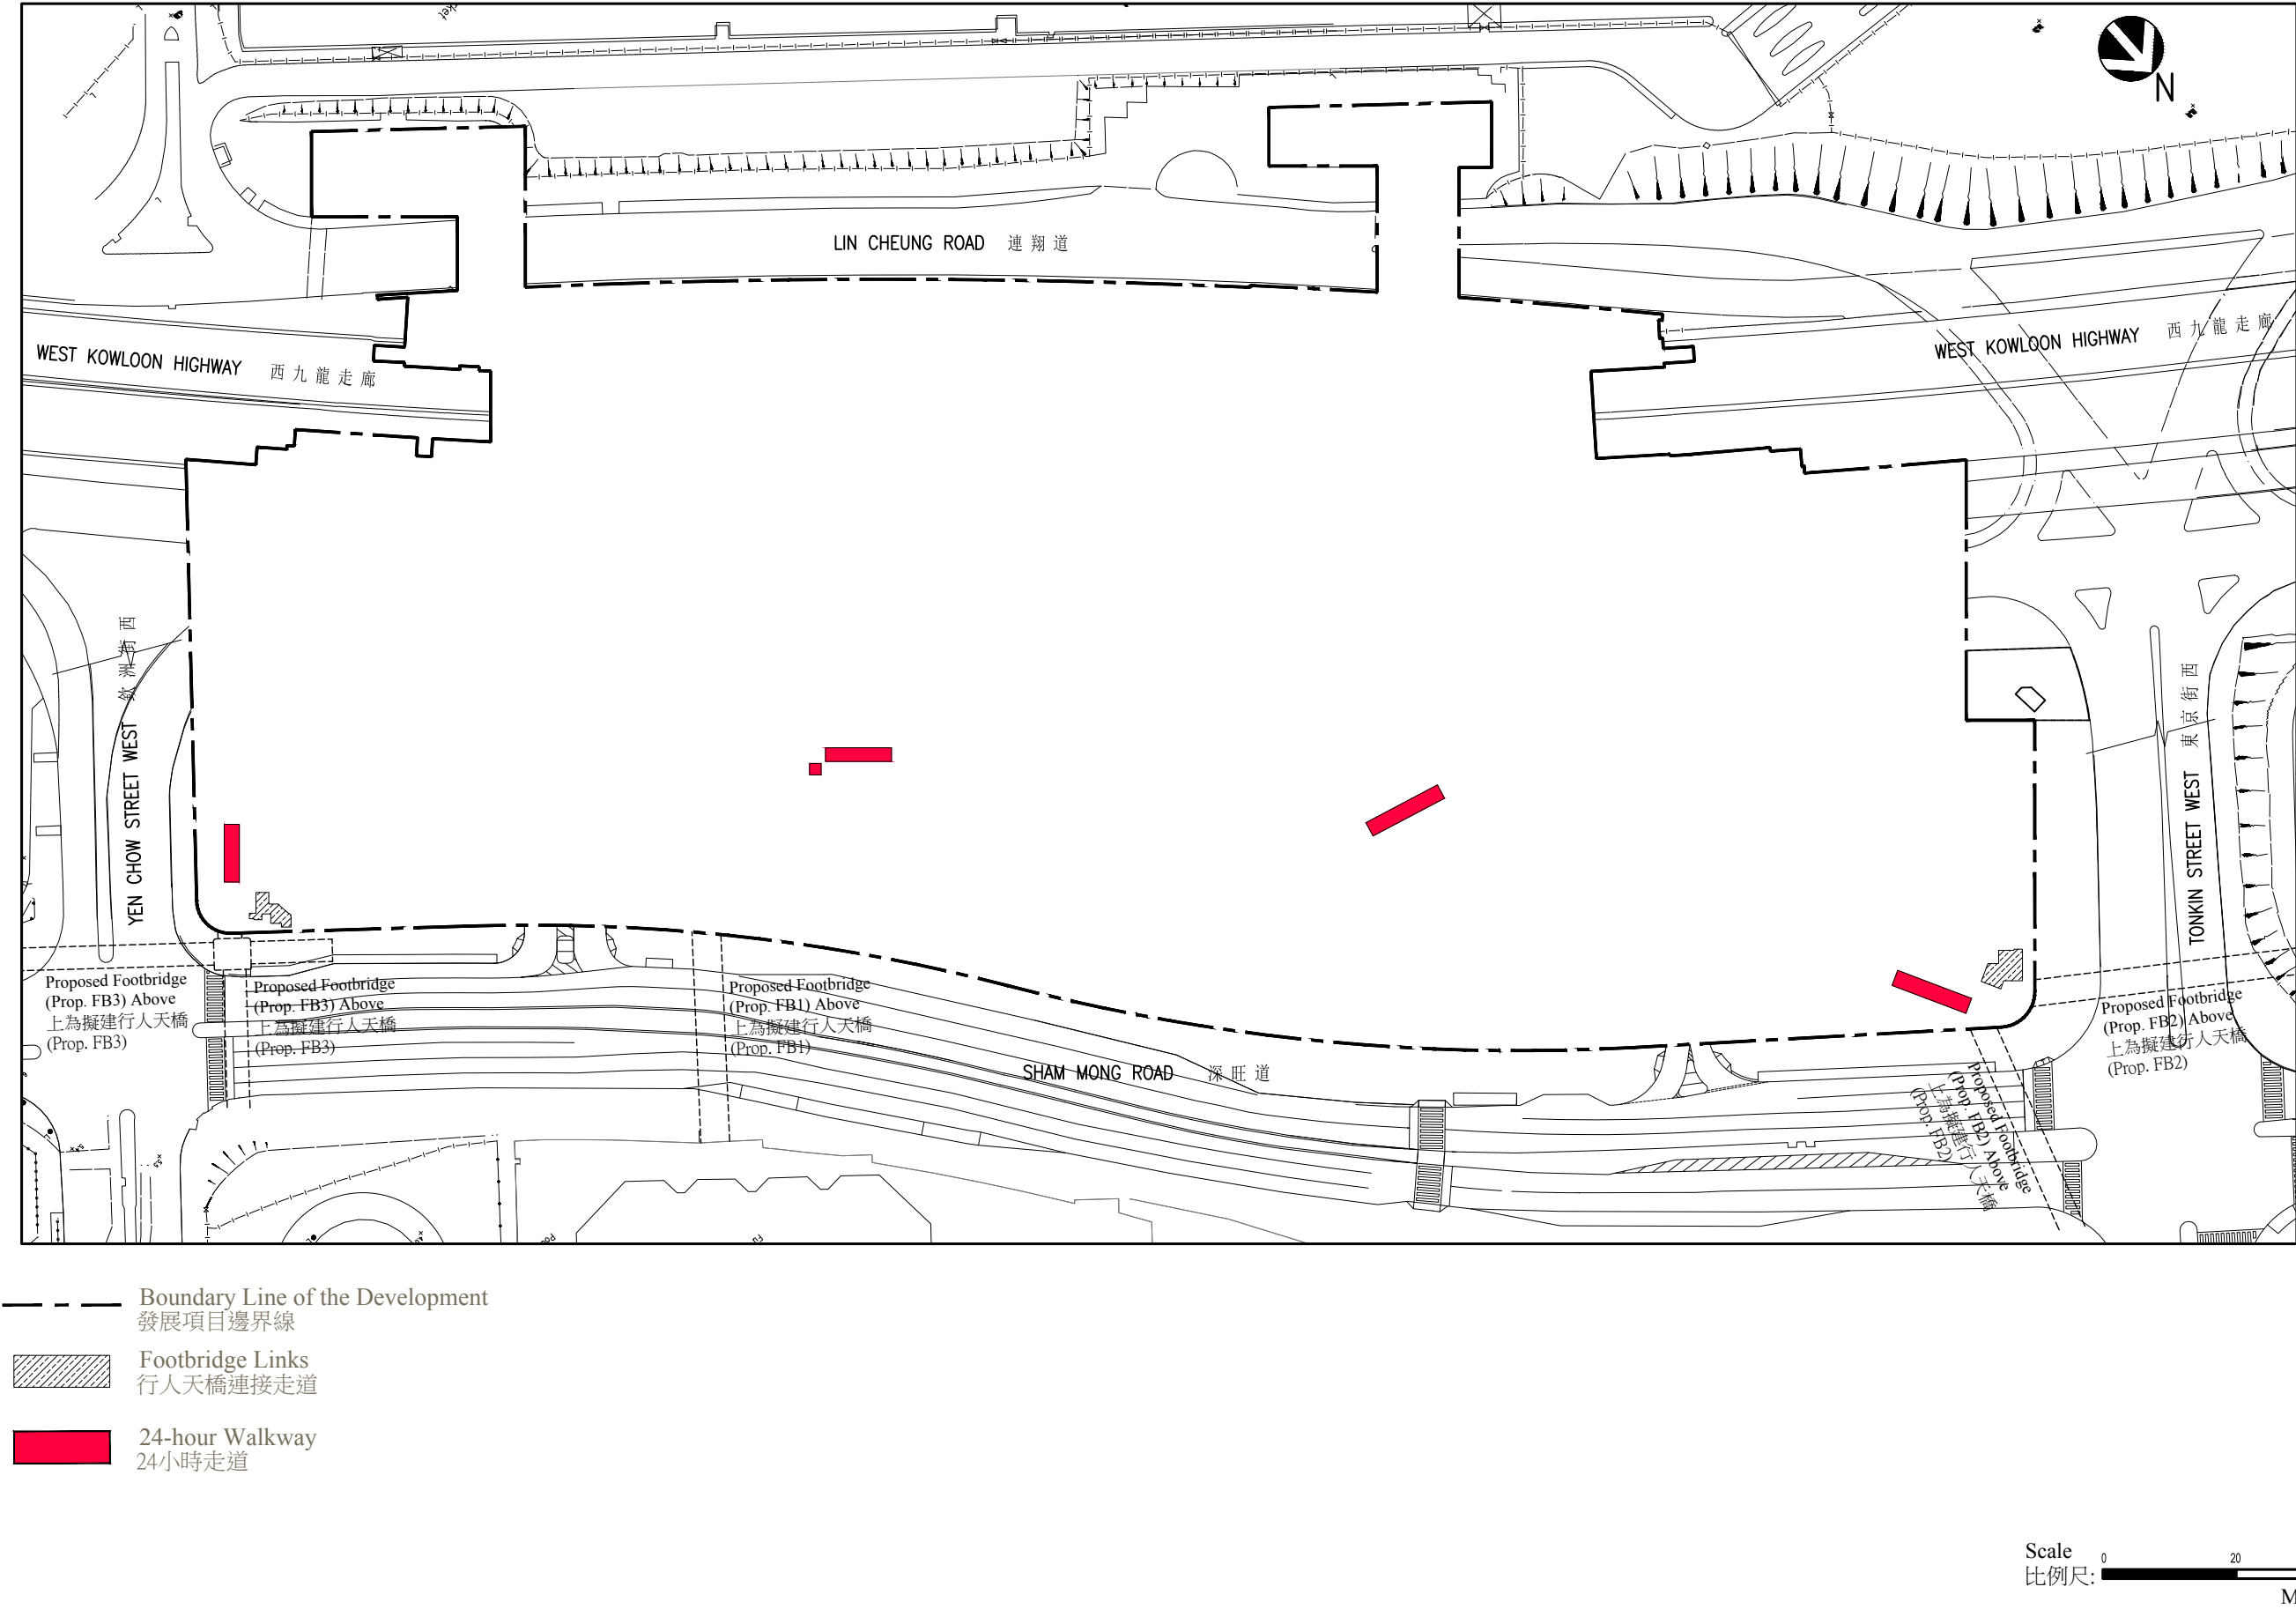 N
LIN CHEUNG ROAD 連翔道
WEST KOWLOON HIGHWAY 西九龍走廊
WEST KOWLOON HIGHWAY 西九龍走廊
YEN CHOW STREET WEST 欽洲街西
TONKIN STREET WEST 東京街西
Proposed Footbridge
(Prop. FB3) Above
上為擬建行人天橋
(Prop. FB3)
Proposed Footbridge
(Prop. FB3) Above
上為擬建行人天橋
(Prop. FB3)
Proposed Footbridge
(Prop. FB1) Above
上為擬建行人天橋
(Prop. FB1)
SHAM MONG ROAD 深旺道
Proposed Footbridge
(Prop. FB2) Above
上為擬建行人天橋
(Prop. FB2)
Proposed Footbridge
(Prop. FB2) Above
上為擬建行人天橋
(Prop. FB2)
Boundary Line of the Development
發展項目邊界線
Footbridge Links
行人天橋連接走道
24-hour Walkway
24小時走道
Scale 0 20
比例尺:
M